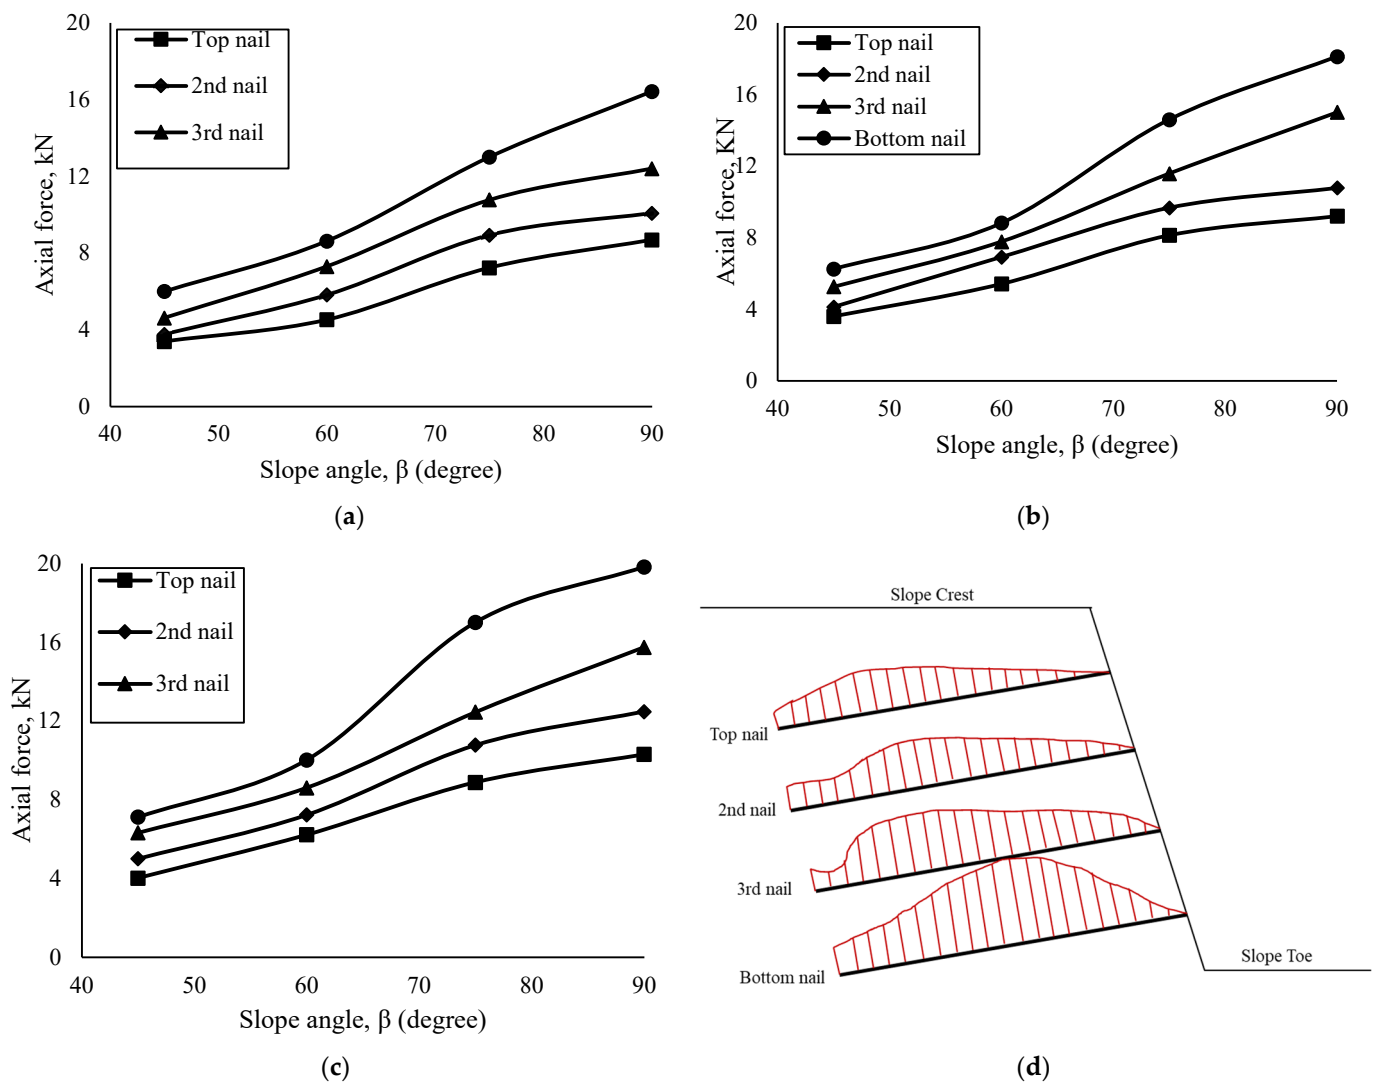 20
16
12
8
4
0
Axial force, kN
Top nail
2nd nail
3rd nail
40 50 60 70 80 90
Slope angle, β (degree)
(a)
20
16
12
8
4
0
Axial force, KN
Top nail
2nd nail
3rd nail
Bottom nail
40 50 60 70 80 90
Slope angle, β (degree)
(b)
20
16
12
8
4
0
Axial force, kN
Top nail
2nd nail
3rd nail
40 50 60 70 80 90
Slope angle, β (degree)
(c)
Slope Crest
Top nail
2nd nail
3rd nail
Bottom nail
Slope Toe
(d)